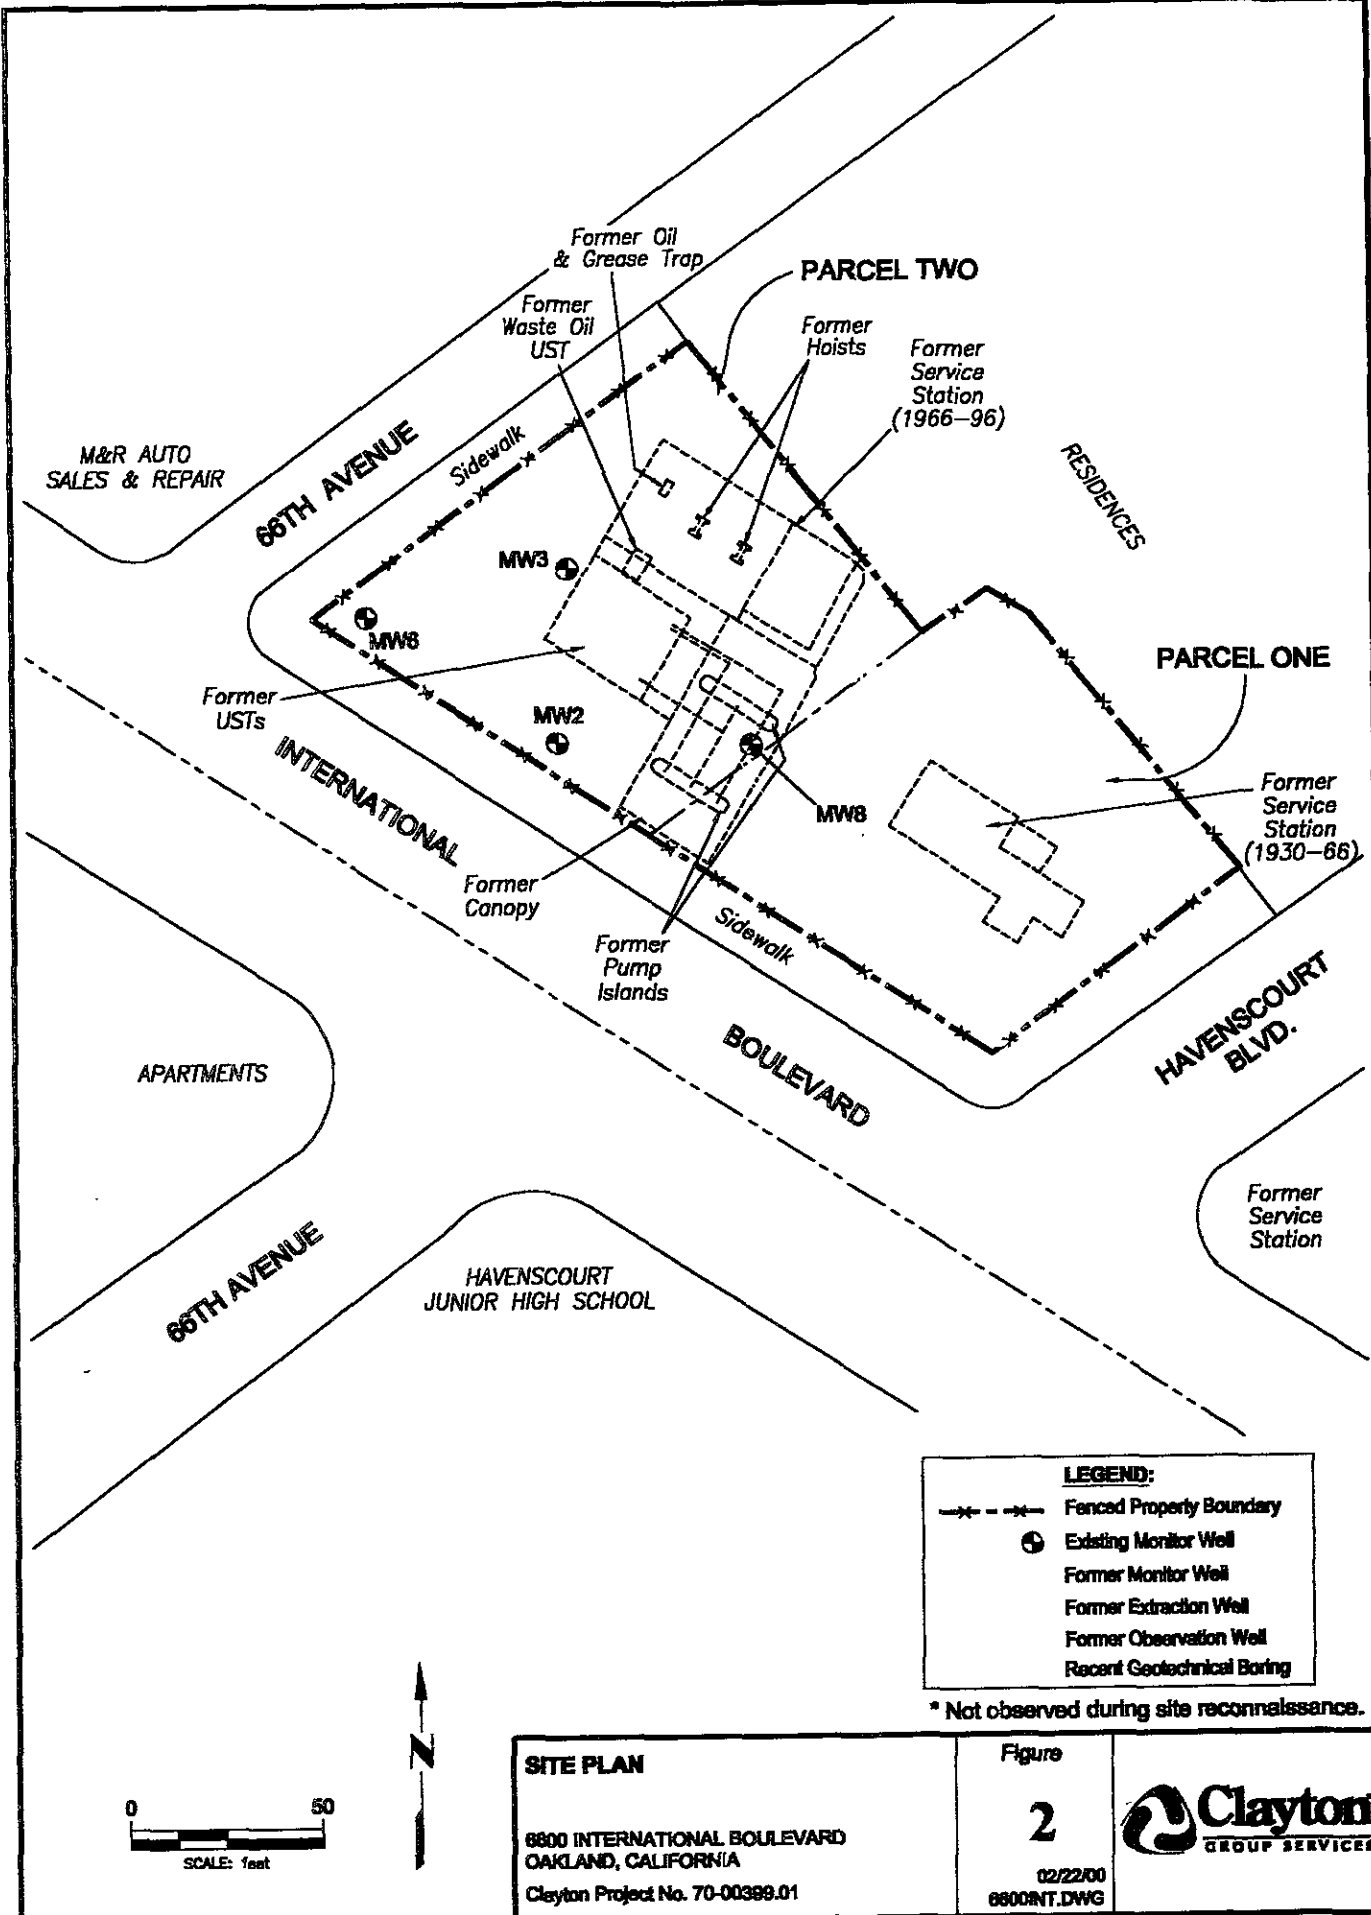 Former Oil
& Grease Trap
PARCEL TWO
Former
Waste Oil
UST
Former
Hoists
Former
Service
Station
(1966-96)
M&R AUTO
SALES & REPAIR
66TH AVENUE
Sidewalk
RESIDENCES
MW3
MW6
PARCEL ONE
Former
USTs
MW2
INTERNATIONAL
MW8
Former
Service
Station
(1930-66)
Former
Canopy
Sidewalk
Former
Pump
Islands
HAVENSCOURT
BLVD.
BOULEVARD
APARTMENTS
Former
Service
Station
66TH AVENUE
HAVENSCOURT
JUNIOR HIGH SCHOOL
LEGEND:
Fenced Property Boundary
Existing Monitor Well
Former Monitor Well
Former Extraction Well
Former Observation Well
Recent Geotechnical Boring
* Not observed during site reconnaissance.
N
0 50
SCALE: feet
SITE PLAN
6600 INTERNATIONAL BOULEVARD
OAKLAND, CALIFORNIA
Clayton Project No. 70-00399.01
Figure
2
02/22/00
6600INT.DWG
Clayton
GROUP SERVICES